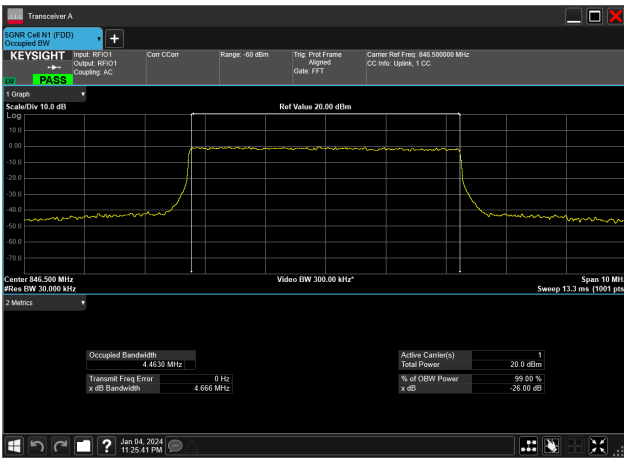 Transceiver A
5GNR Cell N1 (FDD)
Occupied BW
KEYSIGHT
Input: RFIO1
Output: RFIO1
Coupling: AC
Corr CCorr
Range: -60 dBm
Trig: Prot Frame
Aligned
Gate: FFT
Carrier Ref Freq: 846.500000 MHz
CC Info: Uplink, 1 CC
PASS
1 Graph
Scale/Div 10.0 dB
Ref Value 20.00 dBm
Log
10.0
0.00
-10.0
-20.0
-30.0
-40.0
-50.0
-60.0
-70.0
Center 846.500 MHz
Video BW 300.00 kHz*
Span 10 MHz
#Res BW 30.000 kHz
Sweep 13.3 ms (1001 pts)
2 Metrics
Occupied Bandwidth
4.4630 MHz
Transmit Freq Error 0 Hz
x dB Bandwidth 4.666 MHz
Active Carrier(s) 1
Total Power 20.0 dBm
% of OBW Power 99.00 %
x dB -26.00 dB
Jan 04, 2024
11:25:41 PM